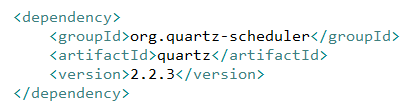 <dependency>
    <groupId>org.quartz-scheduler</groupId>
    <artifactId>quartz</artifactId>
    <version>2.2.3</version>
</dependency>